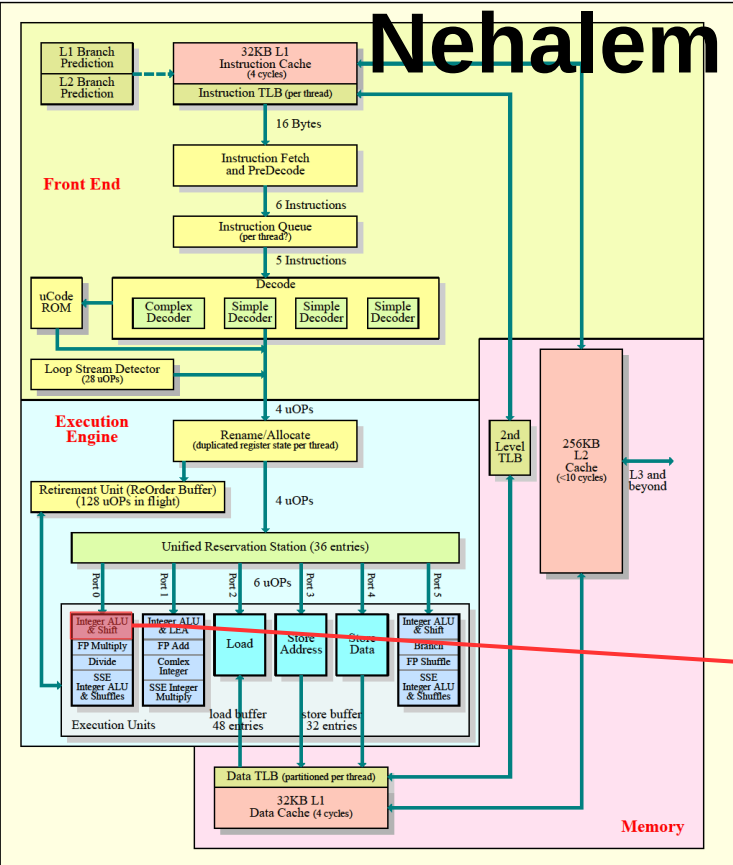 Nehalem
L1 Branch
Prediction
L2 Branch
Prediction
32KB L1
Instruction Cache
(4 cycles)
Instruction TLB (per thread)
16 Bytes
Instruction Fetch
and PreDecode
Front End
6 Instructions
Instruction Queue
(per thread?)
5 Instructions
Decode
uCode
ROM
Complex
Decoder
Simple
Decoder
Simple
Decoder
Simple
Decoder
Loop Stream Detector
(28 uOPs)
4 uOPs
Execution
Engine
Rename/Allocate
(duplicated register state per thread)
2nd
Level
TLB
256KB
L2
Cache
(<10 cycles)
L3 and
beyond
Retirement Unit (ReOrder Buffer)
(128 uOPs in flight)
4 uOPs
Unified Reservation Station (36 entries)
Port 0
Port 1
Port 2
6 uOPs
Port 3
Port 4
Port 5
Integer ALU
& Shift
FP Multiply
Divide
SSE
Integer ALU
& Shuffles
Integer ALU
& LEA
FP Add
Comlex
Integer
SSE Integer
Multiply
Load
Store
Address
Store
Data
Integer ALU
& Shift
Branch
FP Shuffle
SSE
Integer ALU
& Shuffles
Execution Units
load buffer
48 entries
store buffer
32 entries
Data TLB (partitioned per thread)
32KB L1
Data Cache (4 cycles)
Memory